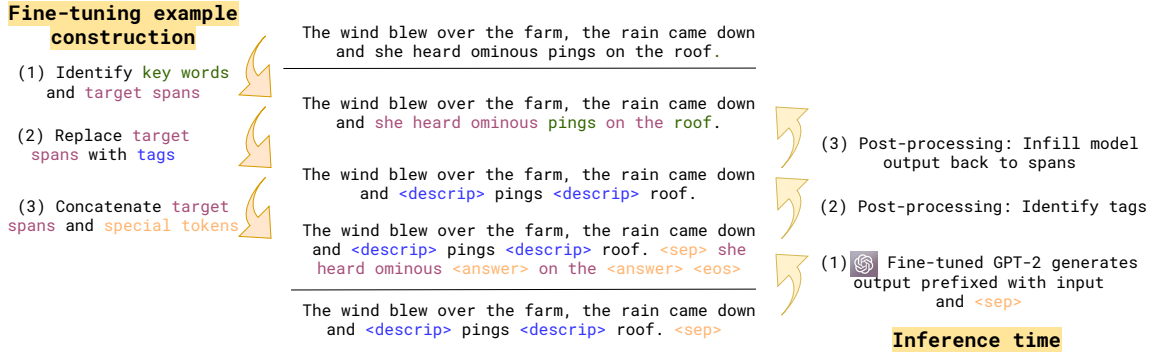 Fine-tuning example
construction
(1) Identify key words
and target spans
(2) Replace target
spans with tags
(3) Concatenate target
spans and special tokens
The wind blew over the farm, the rain came down
and she heard ominous pings on the roof.
The wind blew over the farm, the rain came down
and she heard ominous pings on the roof.
The wind blew over the farm, the rain came down
and <descrip> pings <descrip> roof.
The wind blew over the farm, the rain came down
and <descrip> pings <descrip> roof. <sep> she
heard ominous <answer> on the <answer> <eos>
The wind blew over the farm, the rain came down
and <descrip> pings <descrip> roof. <sep>
(3) Post-processing: Infill model
output back to spans
(2) Post-processing: Identify tags
(1) Fine-tuned GPT-2 generates
output prefixed with input
and <sep>
Inference time